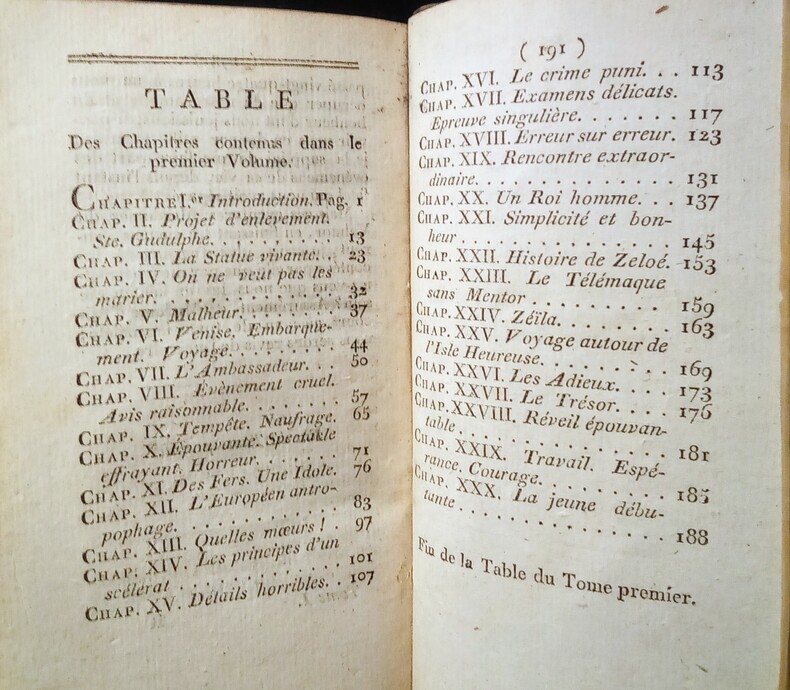 TABLE
Des Chapitres contenus dans le
premier Volume.
CHAPITRE I.er Introduction. Pag. 1
CHAP. II. Projet d'enlevement.
Ste. Gudulphe. . . . . . . . . 13
CHAP. III. La Statue vivante. . 23
CHAP. IV. On ne veut pas les
marier. . . . . . . . . . . . . 32
CHAP. V. Malheur. . . . . . . . 37
CHAP. VI. Venise. Embarque-
ment. Voyage. . . . . . . . . . 44
CHAP. VII. L'Ambassadeur. . . . 50
CHAP. VIII. Évènement cruel.
Avis raisonnable. . . . . . . . 57
CHAP. IX. Tempête. Naufrage. 65
CHAP. X. Épouvante. Spectakle
effrayant. Horreur. . . . . . . 71
CHAP. XI. Des Fers. Une Idole. 76
CHAP. XII. L'Européen antro-
pophage. . . . . . . . . . . . 83
CHAP. XIII. Quelles mœurs ! . 97
CHAP. XIV. Les principes d'un
scélérat . . . . . . . . . . . 101
CHAP. XV. Détails horribles. . 107
( 191 )
CHAP. XVI. Le crime puni. . . 113
CHAP. XVII. Examens délicats.
Epreuve singulière. . . . . . . 117
CHAP. XVIII. Erreur sur erreur. 123
CHAP. XIX. Rencontre extraor-
dinaire. . . . . . . . . . . . 131
CHAP. XX. Un Roi homme. . . 137
CHAP. XXI. Simplicité et bon-
heur . . . . . . . . . . . . . 145
CHAP. XXII. Histoire de Zeloé. 153
CHAP. XXIII. Le Télémaque
sans Mentor . . . . . . . . . . 159
CHAP. XXIV. Zéïla. . . . . . . 163
CHAP. XXV. Voyage autour de
l'Isle Heureuse. . . . . . . . 169
CHAP. XXVI. Les Adieux. . . . 173
CHAP. XXVII. Le Trésor. . . . 176
CHAP. XXVIII. Réveil épouvan-
table . . . . . . . . . . . . . 181
CHAP. XXIX. Travail. Espé-
rance. Courage. . . . . . . . . 185
CHAP. XXX. La jeune débu-
tante . . . . . . . . . . . . . 188
Fin de la Table du Tome premier.